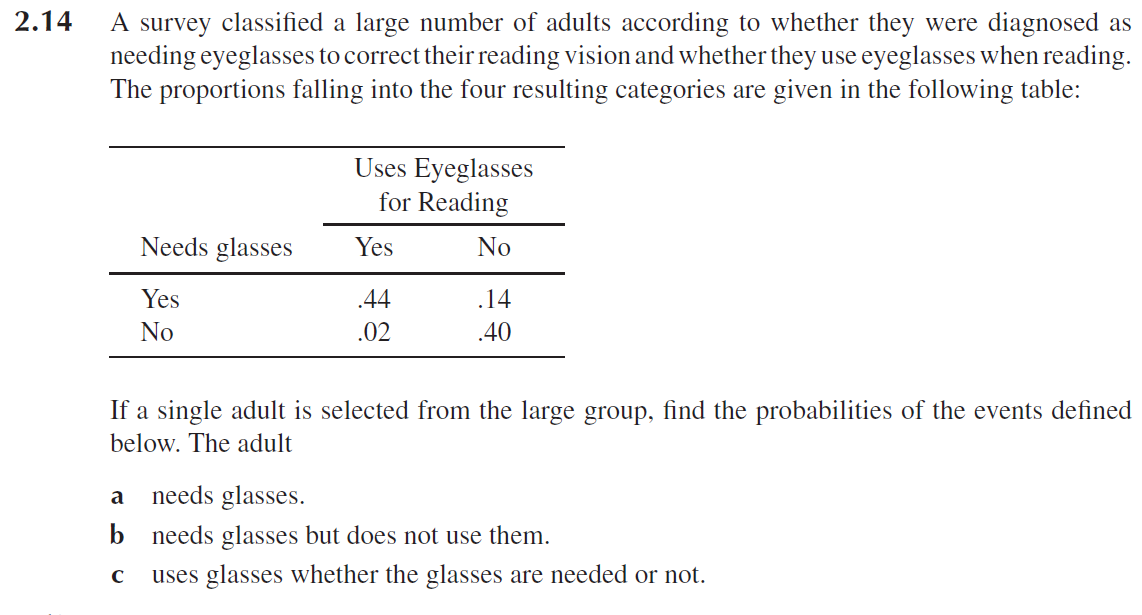 2.14 A survey classified a large number of adults according to whether they were diagnosed as
needing eyeglasses to correct their reading vision and whether they use eyeglasses when reading.
The proportions falling into the four resulting categories are given in the following table:
Uses Eyeglasses
for Reading
Needs glasses Yes No
Yes .44 .14
No .02 .40
If a single adult is selected from the large group, find the probabilities of the events defined
below. The adult
a needs glasses.
b needs glasses but does not use them.
c uses glasses whether the glasses are needed or not.